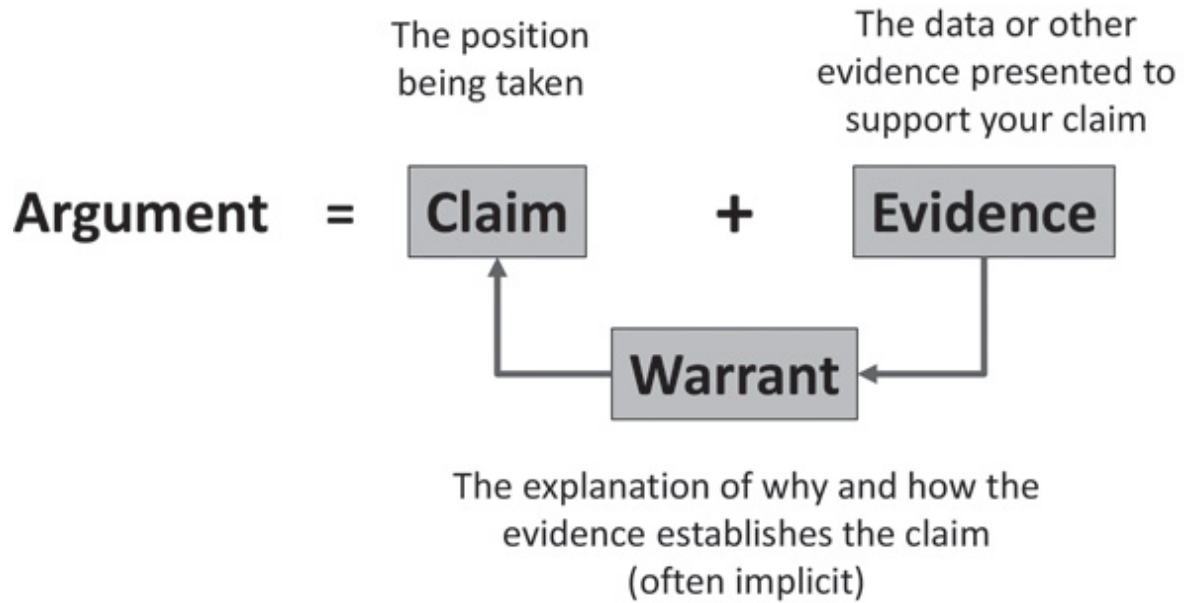 The position
being taken
The data or other
evidence presented to
support your claim
Argument = Claim + Evidence
Warrant
The explanation of why and how the
evidence establishes the claim
(often implicit)